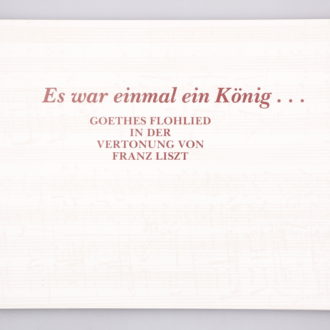 Es war einmal ein König . . .
GOETHES FLOHLIED
IN DER
VERTONUNG VON
FRANZ LISZT